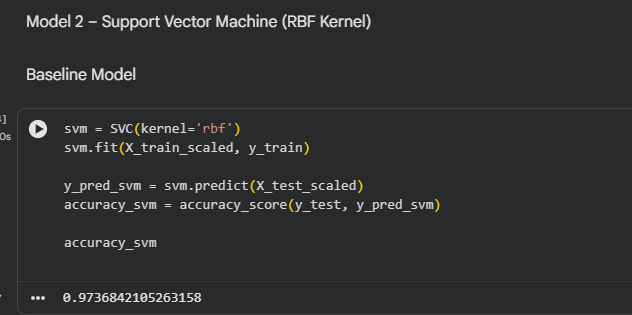 Model 2 – Support Vector Machine (RBF Kernel)
Baseline Model
]
0s
svm = SVC(kernel='rbf')
svm.fit(X_train_scaled, y_train)
y_pred_svm = svm.predict(X_test_scaled)
accuracy_svm = accuracy_score(y_test, y_pred_svm)
accuracy_svm
0.9736842105263158